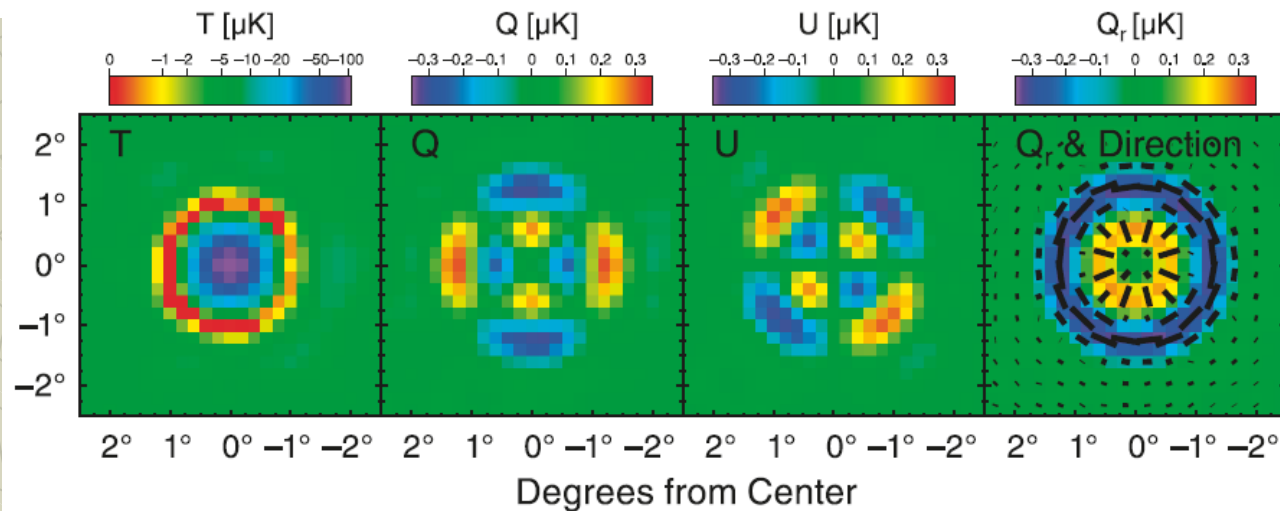 T [µK] Q [µK] U [µK] Qr [µK]
0 −1 −2 −5 −10 −20 −50−100 −0.3 −0.2 −0.1 0 0.1 0.2 0.3 −0.3 −0.2 −0.1 0 0.1 0.2 0.3 −0.3 −0.2 −0.1 0 0.1 0.2 0.3
T Q U Qr & Direction
2°
1°
0°
−1°
−2°
2° 1° 0° −1° −2° 2° 1° 0° −1° −2° 2° 1° 0° −1° −2° 2° 1° 0° −1° −2°
Degrees from Center